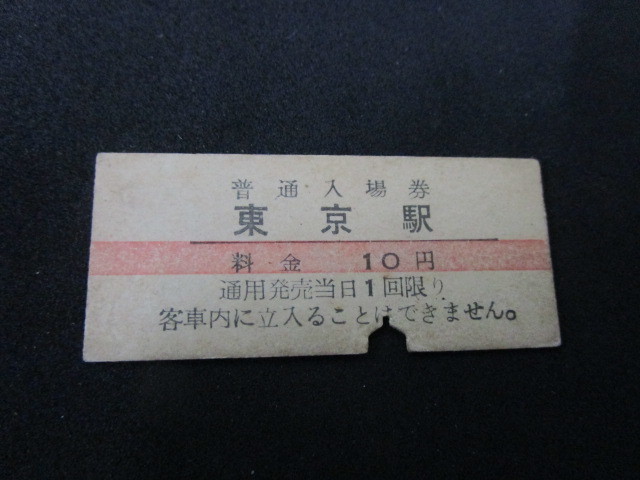 普通入場券
東京駅
料金 10円
通用発売当日1回限り
客車内に立入ることはできません。